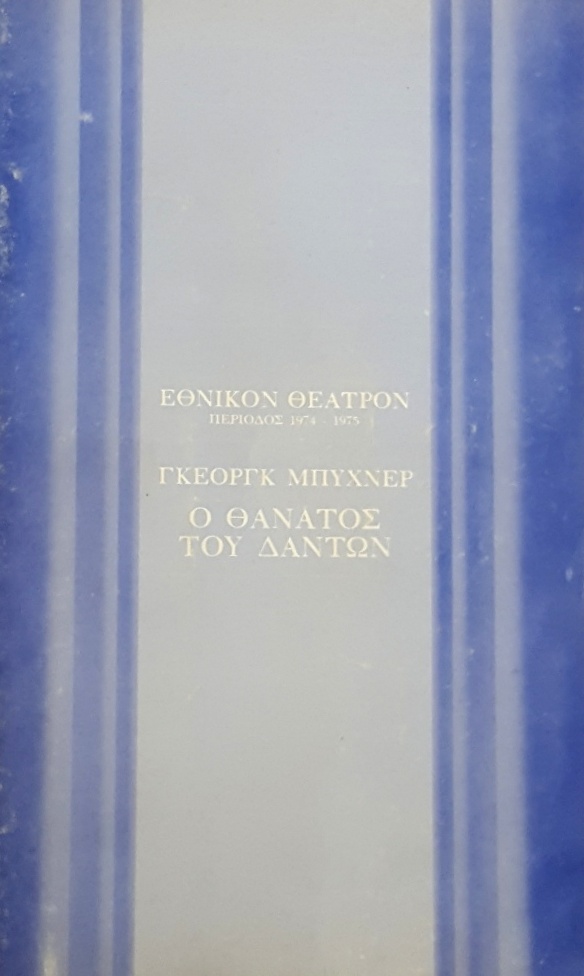 ΕΘΝΙΚΟΝ ΘΕΑΤΡΟΝ
ΠΕΡΙΟΔΟΣ 1974 - 1975
ΓΚΕΟΡΓΚ ΜΠΥΧΝΕΡ
Ο ΘΑΝΑΤΟΣ
ΤΟΥ ΔΑΝΤΩΝ